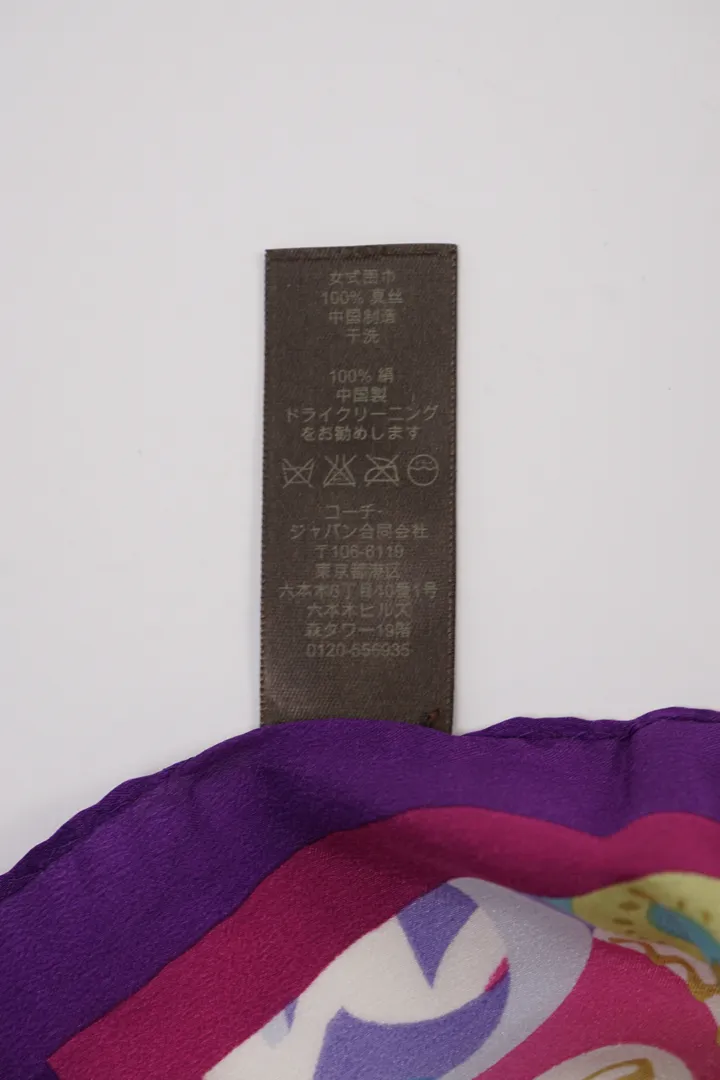 女式围巾
100% 真丝
中国制造
干洗
100% 絹
中国製
ドライクリーニング
をお勧めします
コーチ・
ジャパン合同会社
〒106-6119
東京都港区
六本木6丁目10番1号
六本木ヒルズ
森タワー19階
0120-556936